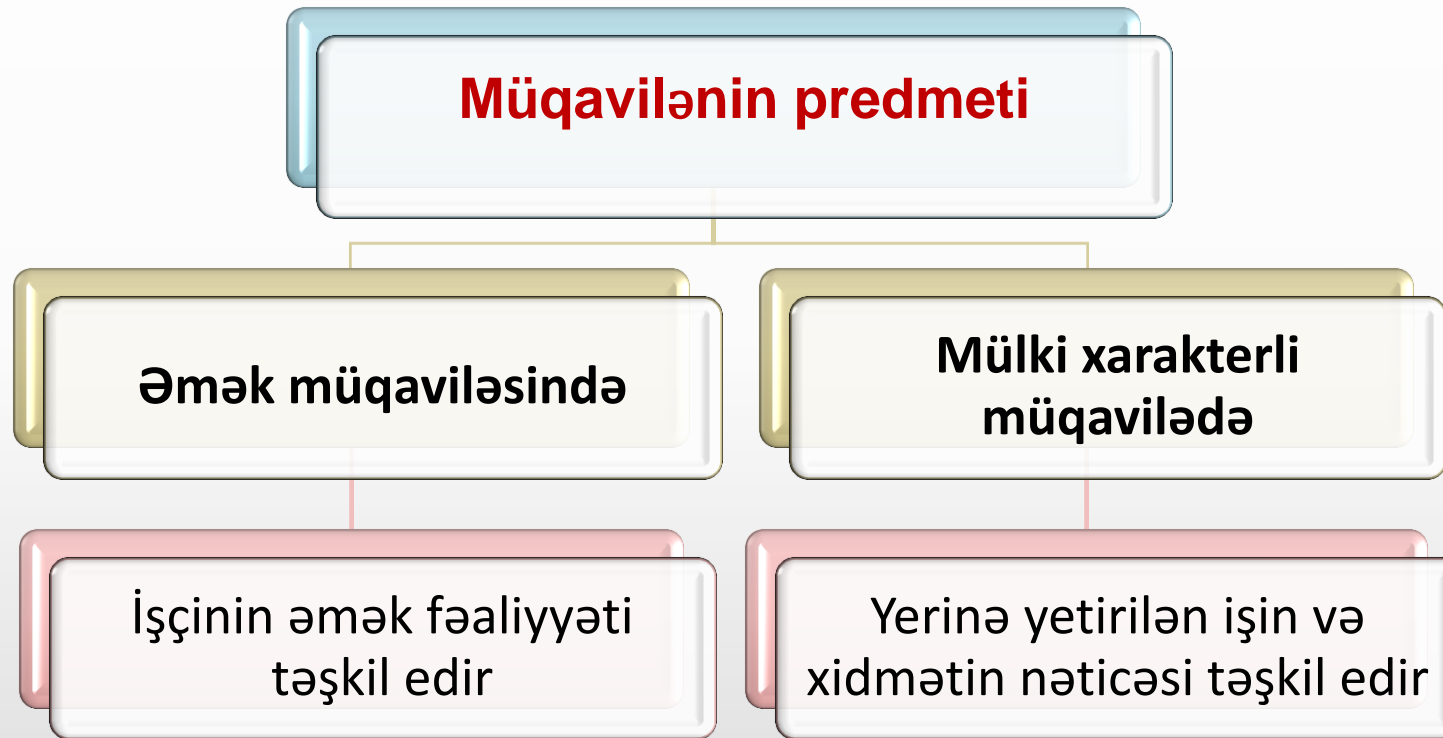 Müqavilənin predmeti
Əmək müqaviləsində
Mülki xarakterli
müqavilədə
İşçinin əmək fəaliyyəti
təşkil edir
Yerinə yetirilən işin və
xidmətin nəticəsi təşkil edir